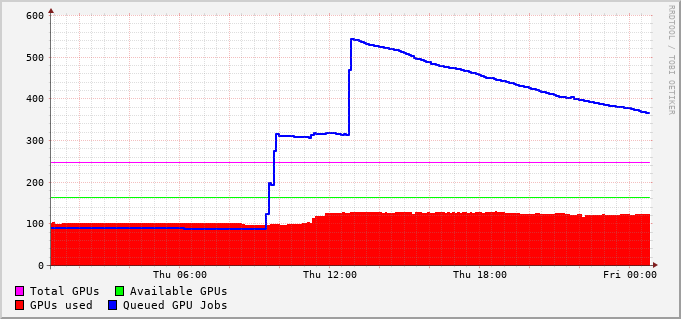 600
500
400
300
200
100
0
Thu 06:00 Thu 12:00 Thu 18:00 Fri 00:00
Total GPUs Available GPUs
GPUs used Queued GPU Jobs
RRDTOOL / TOBI OETIKER